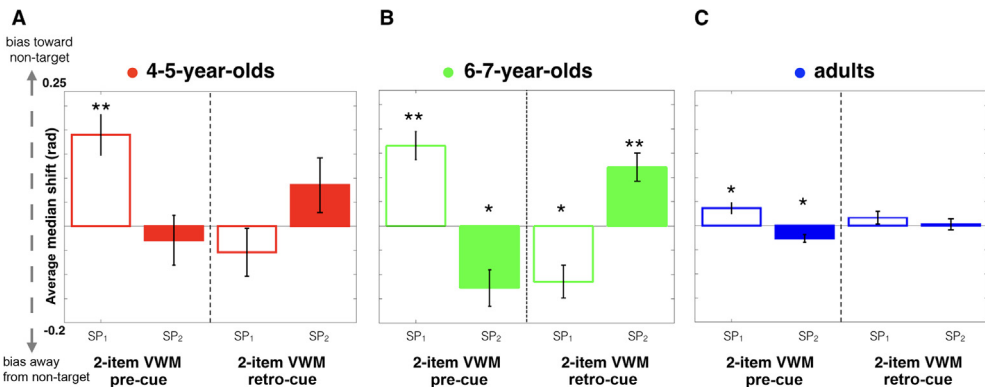 A
B
C
bias toward
non-target
4-5-year-olds
6-7-year-olds
adults
0.25
**
**
*
*
*
*
**
Average median shift (rad)
-0.2
SP₁
SP₂
SP₁
SP₂
SP₁
SP₂
SP₁
SP₂
SP₁
SP₂
SP₁
SP₂
bias away
from non-target
2-item VWM
pre-cue
2-item VWM
retro-cue
2-item VWM
pre-cue
2-item VWM
retro-cue
2-item VWM
pre-cue
2-item VWM
retro-cue